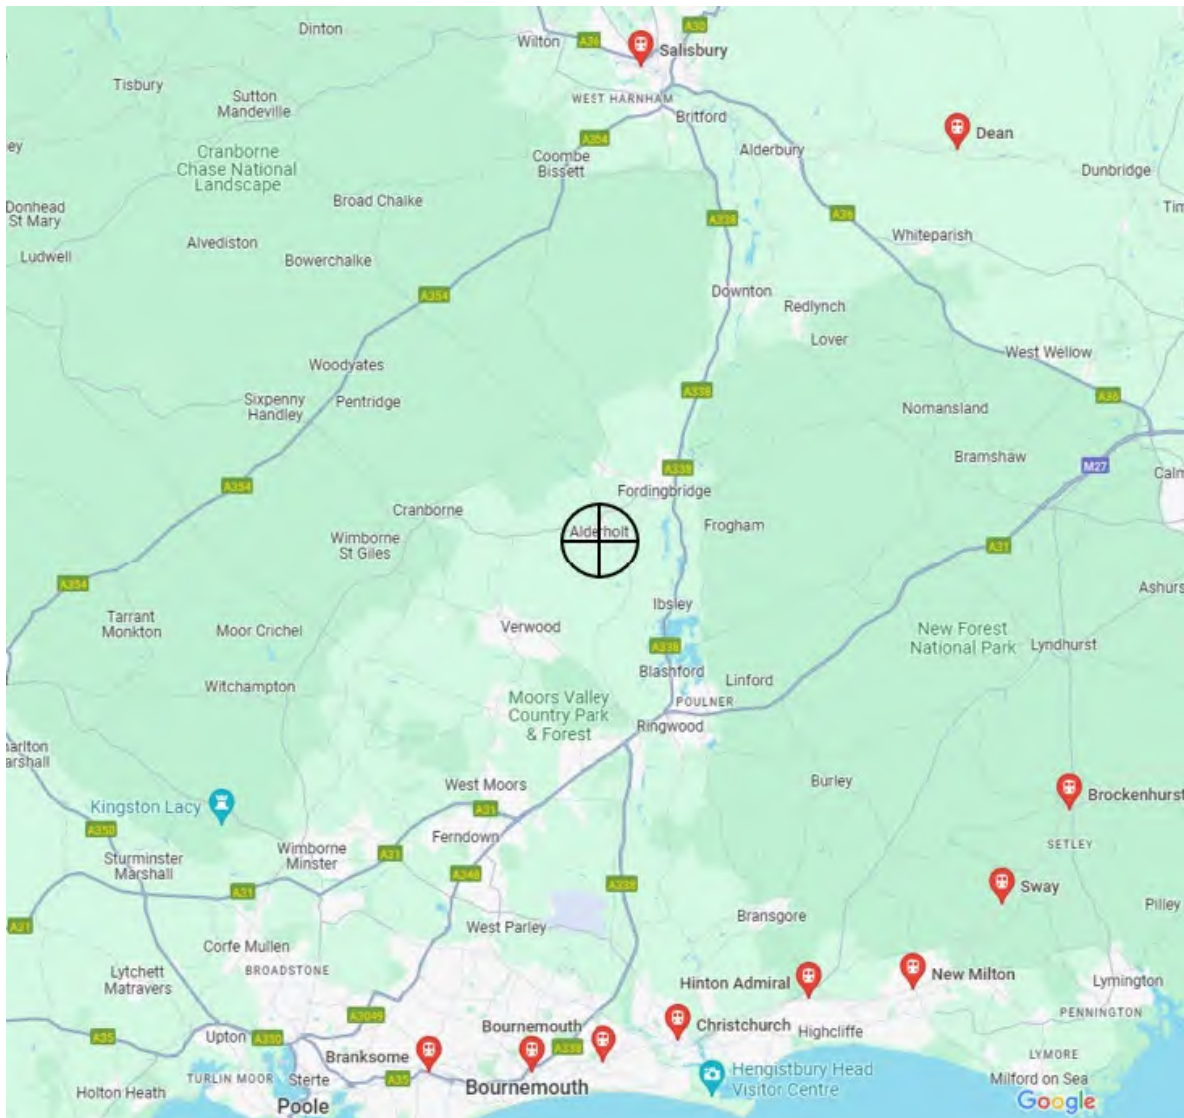 Dinton
Wilton
A36
A30
Salisbury
Tisbury
Sutton
Mandeville
WEST HARNHAM
Britford
Dean
ey
Cranborne
Chase National
Landscape
A354
Coombe
Bissett
Alderbury
Dunbridge
Donhead
St Mary
Broad Chalke
A338
A36
Tim
Ludwell
Alvediston
Bowerchalke
Whiteparish
A354
Downton
Redlynch
Lover
West Wellow
Woodyates
Sixpenny
Handley
Pentridge
A338
A36
Nomansland
Bramshaw
M27
Calm
A354
A338
Fordingbridge
Cranborne
Alderholt
Frogham
Wimborne
St Giles
A31
A354
Ashurs
Tarrant
Monkton
Moor Crichel
Verwood
Ibsley
New Forest
National Park
Lyndhurst
A338
Blashford
Linford
Witchampton
Moors Valley
Country Park
& Forest
POULNER
Ringwood
harlton
arshall
West Moors
Burley
Brockenhurst
Kingston Lacy
A31
A350
Ferndown
SETLEY
Sturminster
Marshall
Wimborne
Minster
A31
A348
A31
A338
Sway
Pilley
A31
Bransgore
West Parley
Corfe Mullen
BROADSTONE
Lytchett
Matravers
Hinton Admiral
New Milton
Lymington
A3049
PENNINGTON
A35
Upton
A350
Bournemouth
Christchurch
Highcliffe
Branksome
A338
LYMORE
TURLIN MOOR
Sterte
A35
Bournemouth
Hengistbury Head
Visitor Centre
Milford on Sea
Holton Heath
Poole
Google